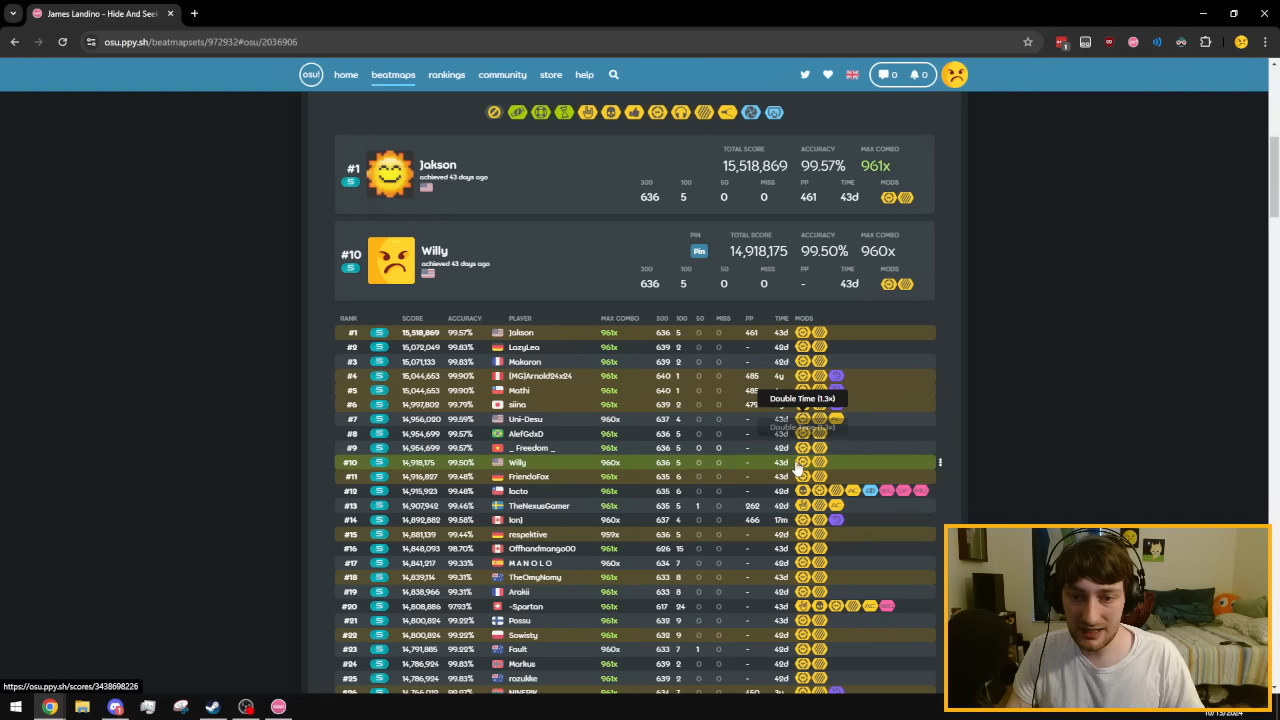 James Landino - Hide And Seek
osu.ppy.sh/beatmapsets/972932#osu/2036906
osu! home beatmaps rankings community store help 0 0
#1 Jakson TOTAL SCORE ACCURACY MAX COMBO
achieved 43 days ago 15,518,869 99.57% 961x
300 100 50 MISS PP TIME MODS
636 5 0 0 461 43d
#10 Willy PIN TOTAL SCORE ACCURACY MAX COMBO
achieved 43 days ago Pin 14,918,175 99.50% 960x
300 100 50 MISS PP TIME MODS
636 5 0 0 - 43d
RANK SCORE ACCURACY PLAYER MAX COMBO 300 100 50 MISS PP TIME MODS
#1 S 15,518,869 99.57% Jakson 961x 636 5 0 0 461 43d
#2 S 15,072,049 99.83% LazyLea 961x 639 2 0 0 - 42d
#3 S 15,071,133 99.83% Makaron 961x 639 2 0 0 - 42d
#4 S 15,044,653 99.90% [MG]Arnold24x24 961x 640 1 0 0 485 4y
#5 S 15,044,653 99.90% Mathi 961x 640 1 0 0
#6 S 14,997,802 99.79% siina 961x 639 2 0 0
Double Time (1.3×)
#7 S 14,956,020 99.59% Uni-Desu 960x 637 4 0 0 - 43d
Double Time (1.3×)
#8 S 14,954,699 99.57% AlefGdxD 961x 636 5 0 0 - 43d
#9 S 14,954,699 99.57% _ Freedom _ 961x 636 5 0 0 - 42d
#10 S 14,918,175 99.50% Willy 960x 636 5 0 0 - 43d
#11 S 14,916,827 99.48% FriendoFox 961x 635 6 0 0 - 43d
#12 S 14,915,923 99.48% lacto 961x 635 6 0 0 - 42d
#13 S 14,907,942 99.46% TheNexusGamer 961x 635 5 1 0 262 42d
#14 S 14,892,882 99.58% 960x 637 4 0 0 466 17m
#15 S 14,881,139 99.44% respektive 959x 636 5 0 0 - 42d
#16 S 14,848,093 98.70% Offhandmango00 961x 626 15 0 0 - 42d
#17 S 14,841,217 99.33% M A N O L O 960x 634 7 0 0 - 42d
#18 S 14,839,114 99.31% TheOmyNomy 961x 633 8 0 0 - 42d
#19 S 14,838,966 99.31% Arakii 961x 633 8 0 0 - 42d
#20 S 14,808,886 97.93% -Spartan 961x 617 24 0 0 - 43d
#21 S 14,800,824 99.22% Possu 961x 632 9 0 0 - 43d
#22 S 14,800,824 99.22% Sowisty 961x 632 9 0 0 - 42d
#23 S 14,791,885 99.22% Fault 960x 633 7 1 0 - 42d
#24 S 14,786,924 99.83% Markus 961x 639 2 0 0 - 42d
#25 S 14,786,924 99.83% rozukke 961x 639 2 0 0 - 42d
https://osu.ppy.sh/scores/3438698226
10/13/2024